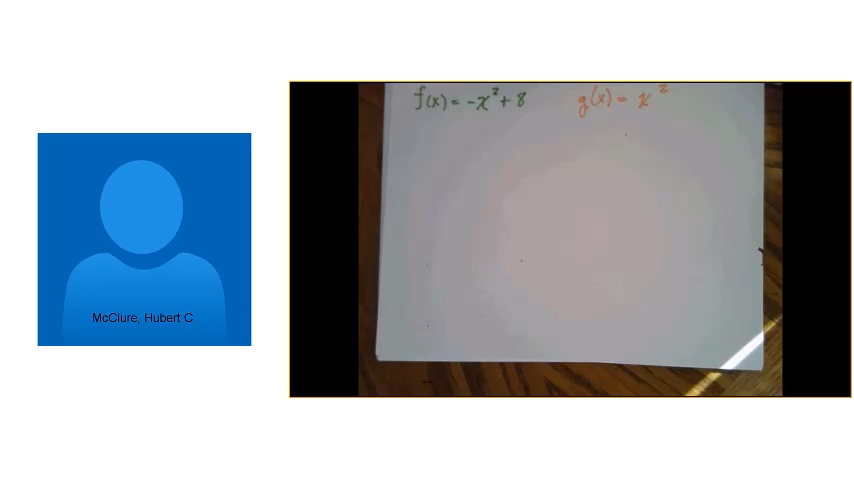 McClure, Hubert C.
f(x) = -x² + 8 g(x) = x²